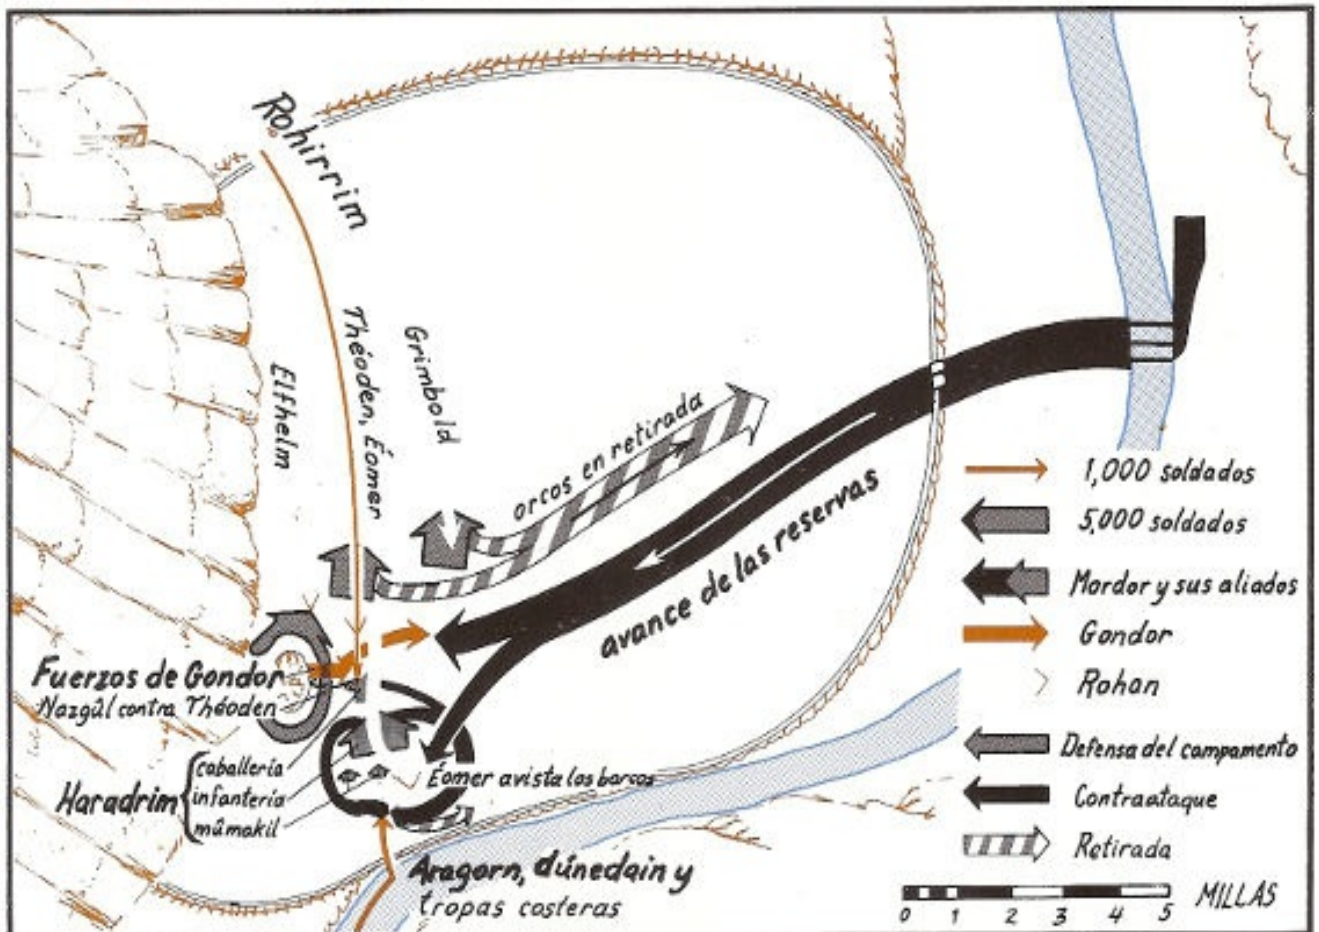 Rohirrim
Elfhelm
Théoden, Éomer
Grimbold
orcos en retirada
avance de las reservas
Fuerzos de Gondor
Nazgûl contra Théoden
Haradrim
caballería
infantería
mûmakil
Éomer avista los barcos
Aragorn, dúnedain y
tropas costeras
1,000 soldados
5,000 soldados
Mordor y sus aliados
Gondor
Rohan
Defensa del campamento
Contraataque
Retirada
0 1 2 3 4 5 MILLAS